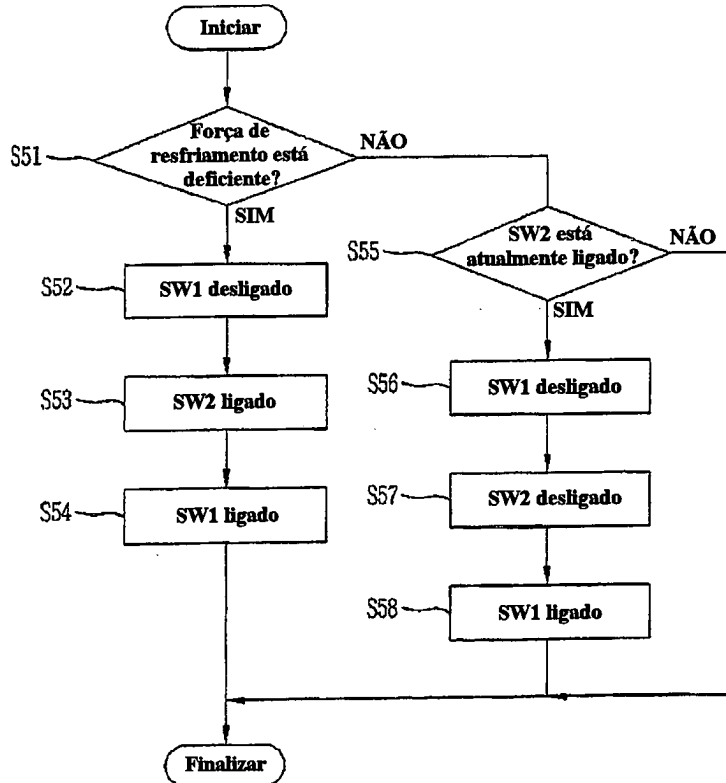 Iniciar
S51
Força de
resfriamento está
deficiente?
NÃO
SIM
S52
SW1 desligado
S53
SW2 ligado
S54
SW1 ligado
S55
SW2 está
atualmente ligado?
NÃO
SIM
S56
SW1 desligado
S57
SW2 desligado
S58
SW1 ligado
Finalizar